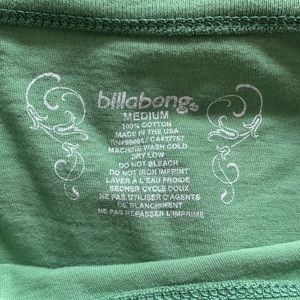 billabong
MEDIUM
100% COTTON
MADE IN THE USA
MACHINE WASH COLD
DRY LOW
DO NOT BLEACH
DO NOT IRON IMPRINT
LAVER À L'EAU FROIDE
SECHER CYCLE DOUX
NE PAS UTILISER D'AGENTS
DE BLANCHIMENT
NE PAS REPASSER L'IMPRIME